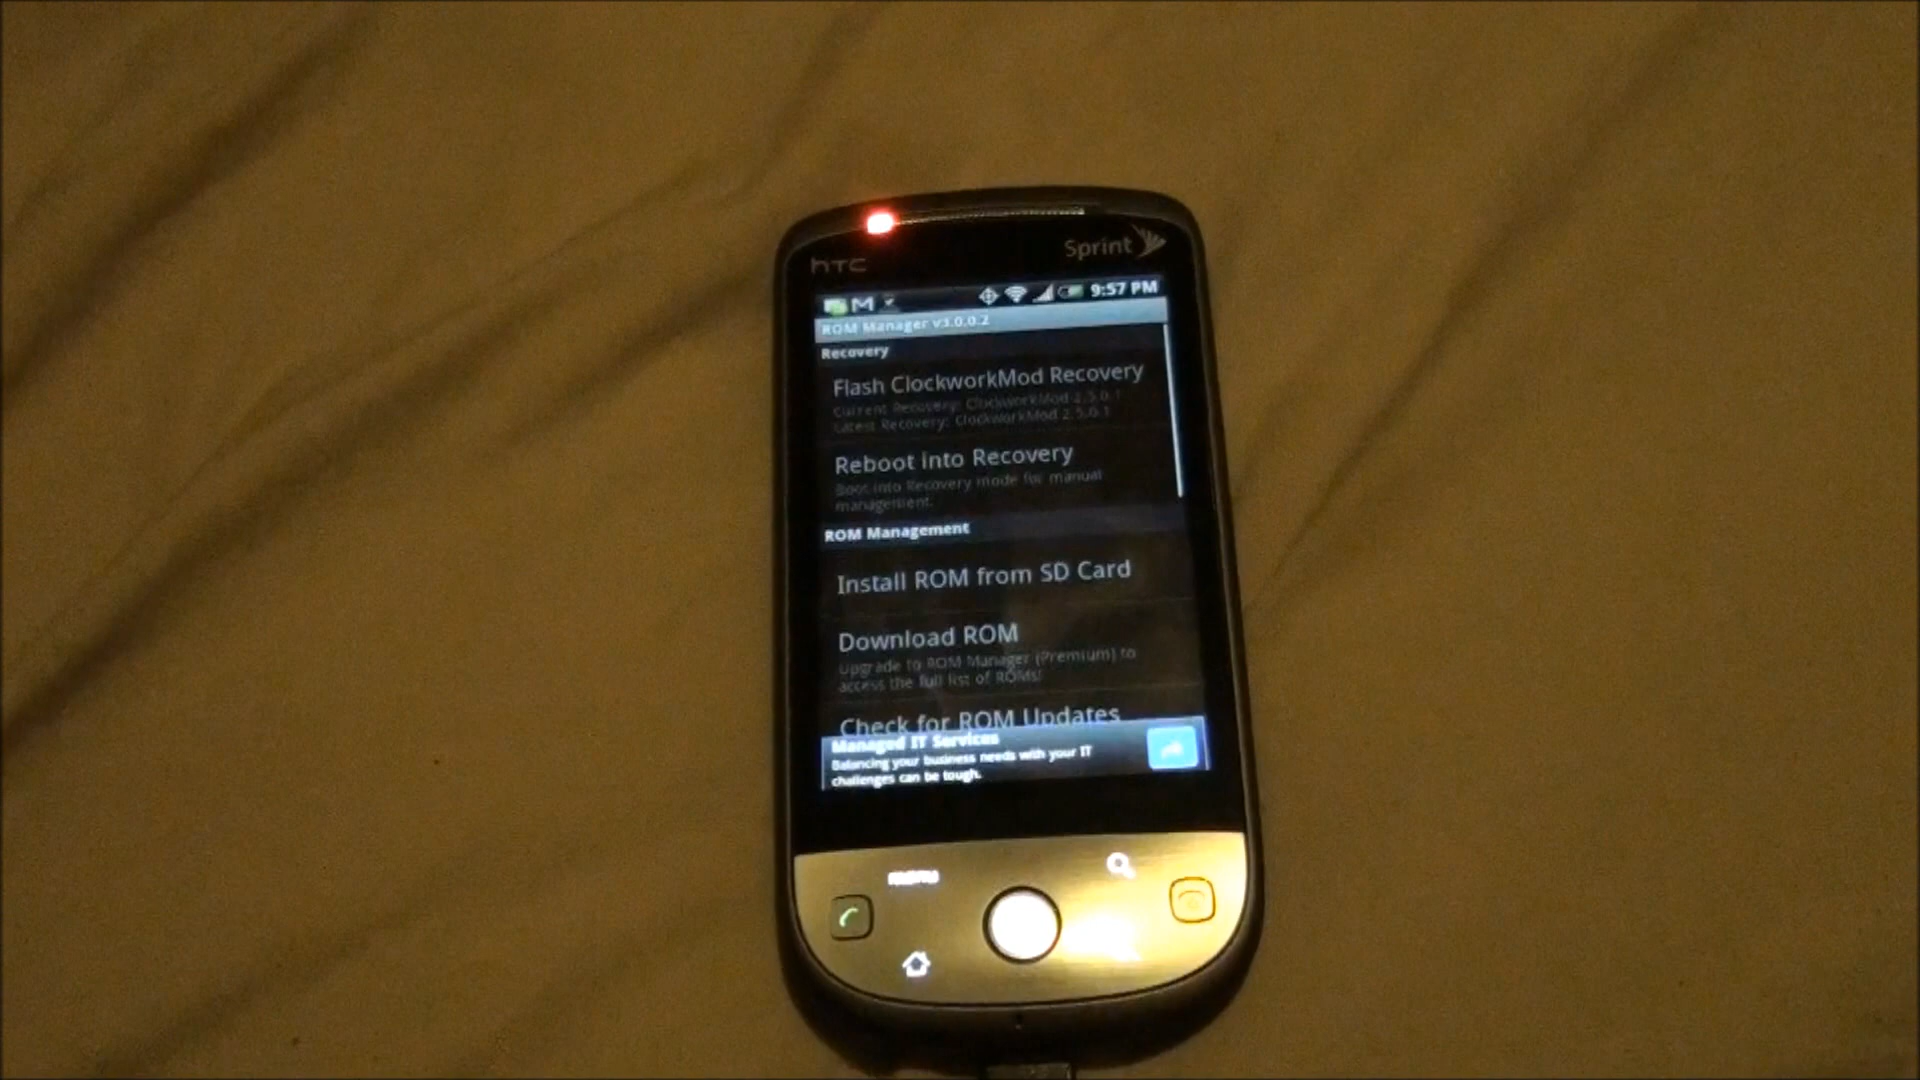 hTC
Sprint
9:57 PM
ROM Manager v3.0.0.2
Recovery
Flash ClockworkMod Recovery
Current Recovery: ClockworkMod 2.5.0.1
Latest Recovery: ClockworkMod 2.5.0.1
Reboot into Recovery
Boot into Recovery mode for manual
management.
ROM Management
Install ROM from SD Card
Download ROM
Upgrade to ROM Manager (Premium) to
access the full list of ROMs!
Check for ROM Updates
Managed IT Services
Balancing your business needs with your IT
challenges can be tough.
menu